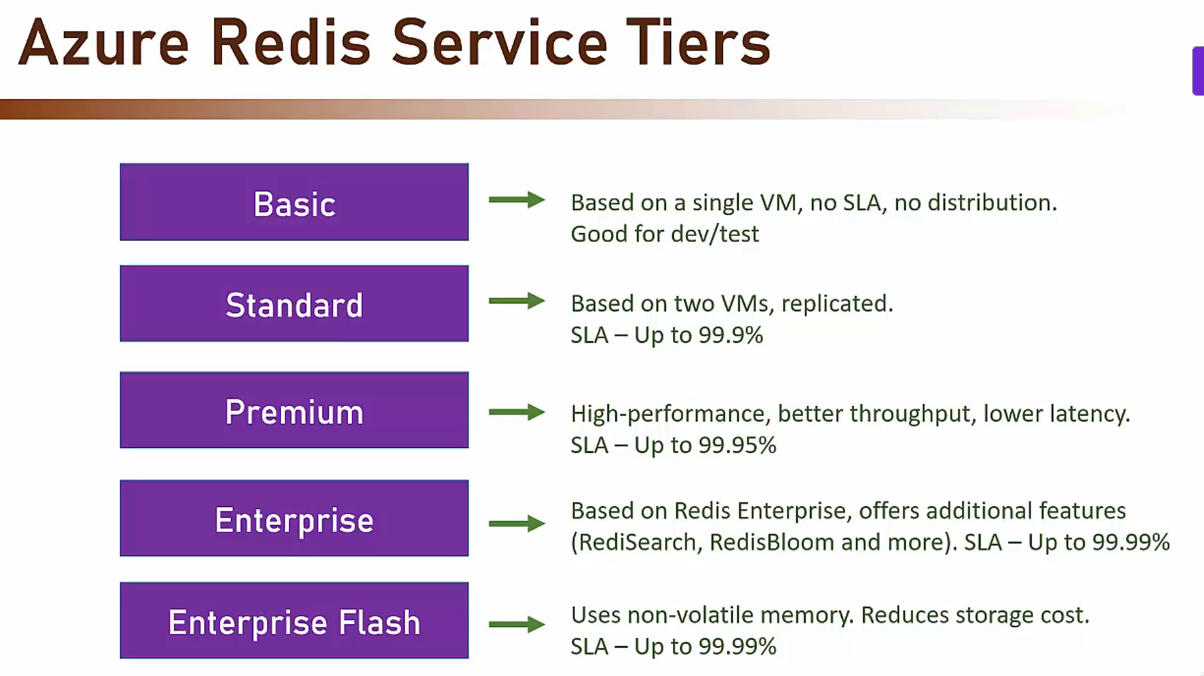 Azure Redis Service Tiers
Basic
Based on a single VM, no SLA, no distribution.
Good for dev/test
Standard
Based on two VMs, replicated.
SLA – Up to 99.9%
Premium
High-performance, better throughput, lower latency.
SLA – Up to 99.95%
Enterprise
Based on Redis Enterprise, offers additional features
(RediSearch, RedisBloom and more). SLA – Up to 99.99%
Enterprise Flash
Uses non-volatile memory. Reduces storage cost.
SLA – Up to 99.99%